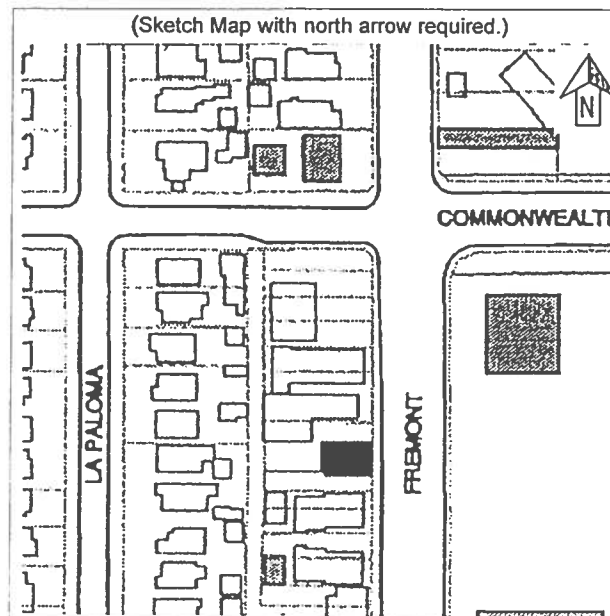 (Sketch Map with north arrow required.)
N
COMMONWEALTH
LA PALOMA
FREMONT